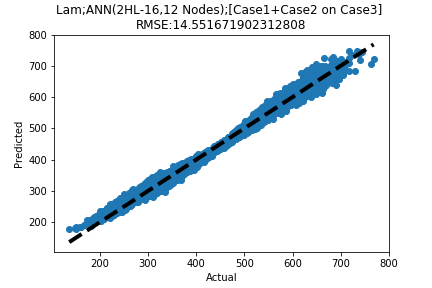 Lam;ANN(2HL-16,12 Nodes);[Case1+Case2 on Case3]
RMSE:14.551671902312808
800
700
600
500
400
300
200
Predicted
200 300 400 500 600 700 800
Actual